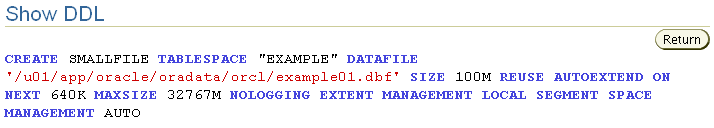 Show DDL
Return
CREATE SMALLFILE TABLESPACE "EXAMPLE" DATAFILE
'/u01/app/oracle/oradata/orcl/example01.dbf' SIZE 100M REUSE AUTOEXTEND ON
NEXT 640K MAXSIZE 32767M NOLOGGING EXTENT MANAGEMENT LOCAL SEGMENT SPACE
MANAGEMENT AUTO